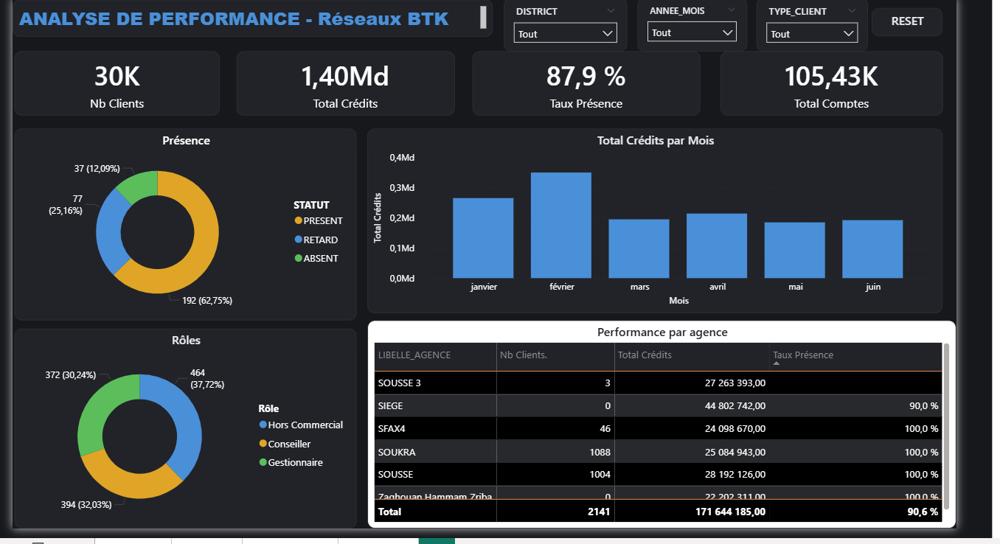 ANALYSE DE PERFORMANCE - Réseaux BTK
DISTRICT
Tout
ANNEE_MOIS
Tout
TYPE_CLIENT
Tout
RESET
30K
Nb Clients
1,40Md
Total Crédits
87,9 %
Taux Présence
105,43K
Total Comptes
Présence
37 (12,09%)
77
(25,16%)
192 (62,75%)
STATUT
PRESENT
RETARD
ABSENT
Total Crédits par Mois
Total Crédits
0,4Md
0,3Md
0,2Md
0,1Md
0,0Md
janvier février mars avril mai juin
Mois
Rôles
372 (30,24%)
464
(37,72%)
394 (32,03%)
Rôle
Hors Commercial
Conseiller
Gestionnaire
Performance par agence
LIBELLE_AGENCE Nb Clients. Total Crédits Taux Présence
SOUSSE 3 3 27 263 393,00
SIEGE 0 44 802 742,00 90,0 %
SFAX4 46 24 098 670,00 100,0 %
SOUKRA 1088 25 084 943,00 100,0 %
SOUSSE 1004 28 192 126,00 100,0 %
Zaghouan Hammam Zriba 0 22 202 311,00 100,0 %
Total 2141 171 644 185,00 90,6 %